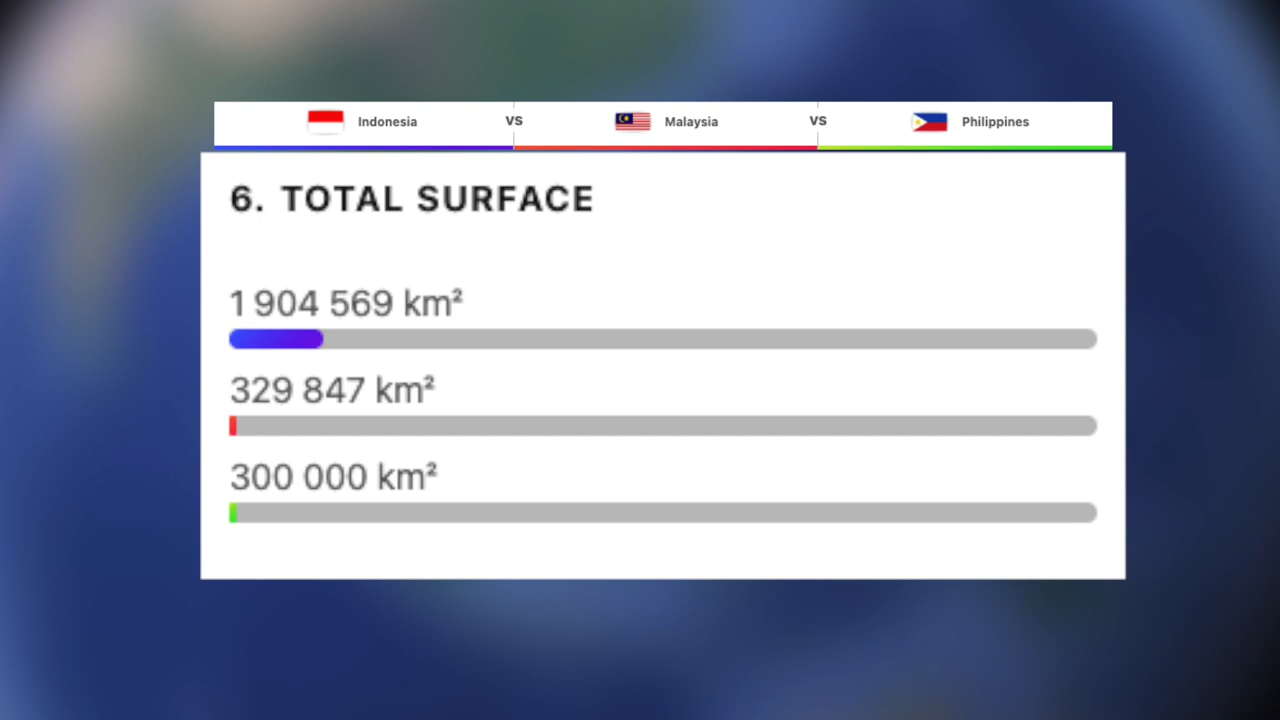 Indonesia VS Malaysia VS Philippines
6. TOTAL SURFACE
1 904 569 km²
329 847 km²
300 000 km²